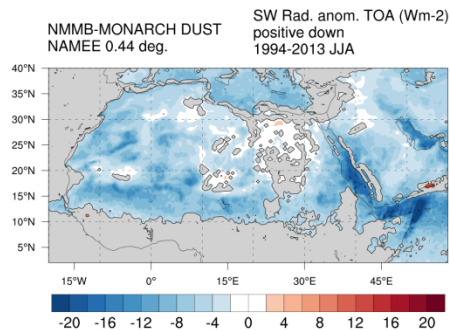 NMMB-MONARCH DUST
NAMEE 0.44 deg.
SW Rad. anom. TOA (Wm-2)
positive down
1994-2013 JJA
40°N
35°N
30°N
25°N
20°N
15°N
10°N
5°N
15°W 0° 15°E 30°E 45°E
-20 -16 -12 -8 -4 0 4 8 12 16 20